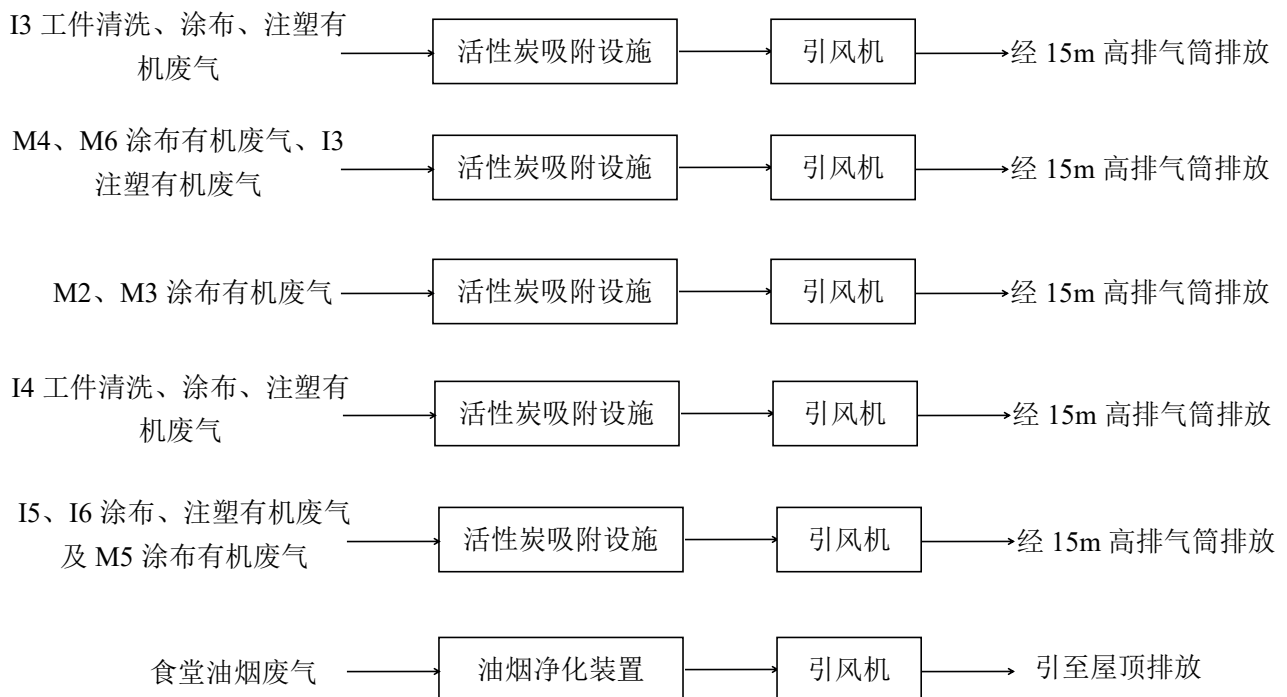 I3 工件清洗、涂布、注塑有
机废气
活性炭吸附设施
引风机
经 15m 高排气筒排放
M4、M6 涂布有机废气、I3
注塑有机废气
活性炭吸附设施
引风机
经 15m 高排气筒排放
M2、M3 涂布有机废气
活性炭吸附设施
引风机
经 15m 高排气筒排放
I4 工件清洗、涂布、注塑有
机废气
活性炭吸附设施
引风机
经 15m 高排气筒排放
I5、I6 涂布、注塑有机废气
及 M5 涂布有机废气
活性炭吸附设施
引风机
经 15m 高排气筒排放
食堂油烟废气
油烟净化装置
引风机
引至屋顶排放